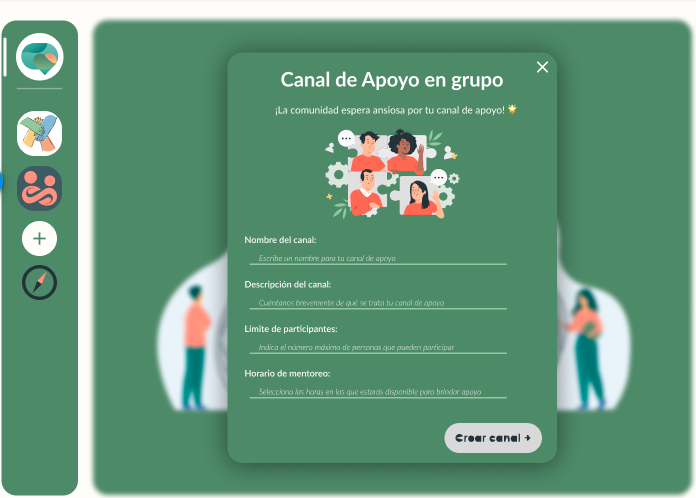 Canal de Apoyo en grupo
¡La comunidad espera ansiosa por tu canal de apoyo! 🌟
Nombre del canal:
Escribe un nombre para tu canal de apoyo
Descripción del canal:
Cuéntanos brevemente de que se trata tu canal de apoyo
Límite de participantes:
Indica el número máximo de personas que pueden participar
Horario de mentoreo:
Selecciona las horas en las que estarás disponible para brindar apoyo
Crear canal →